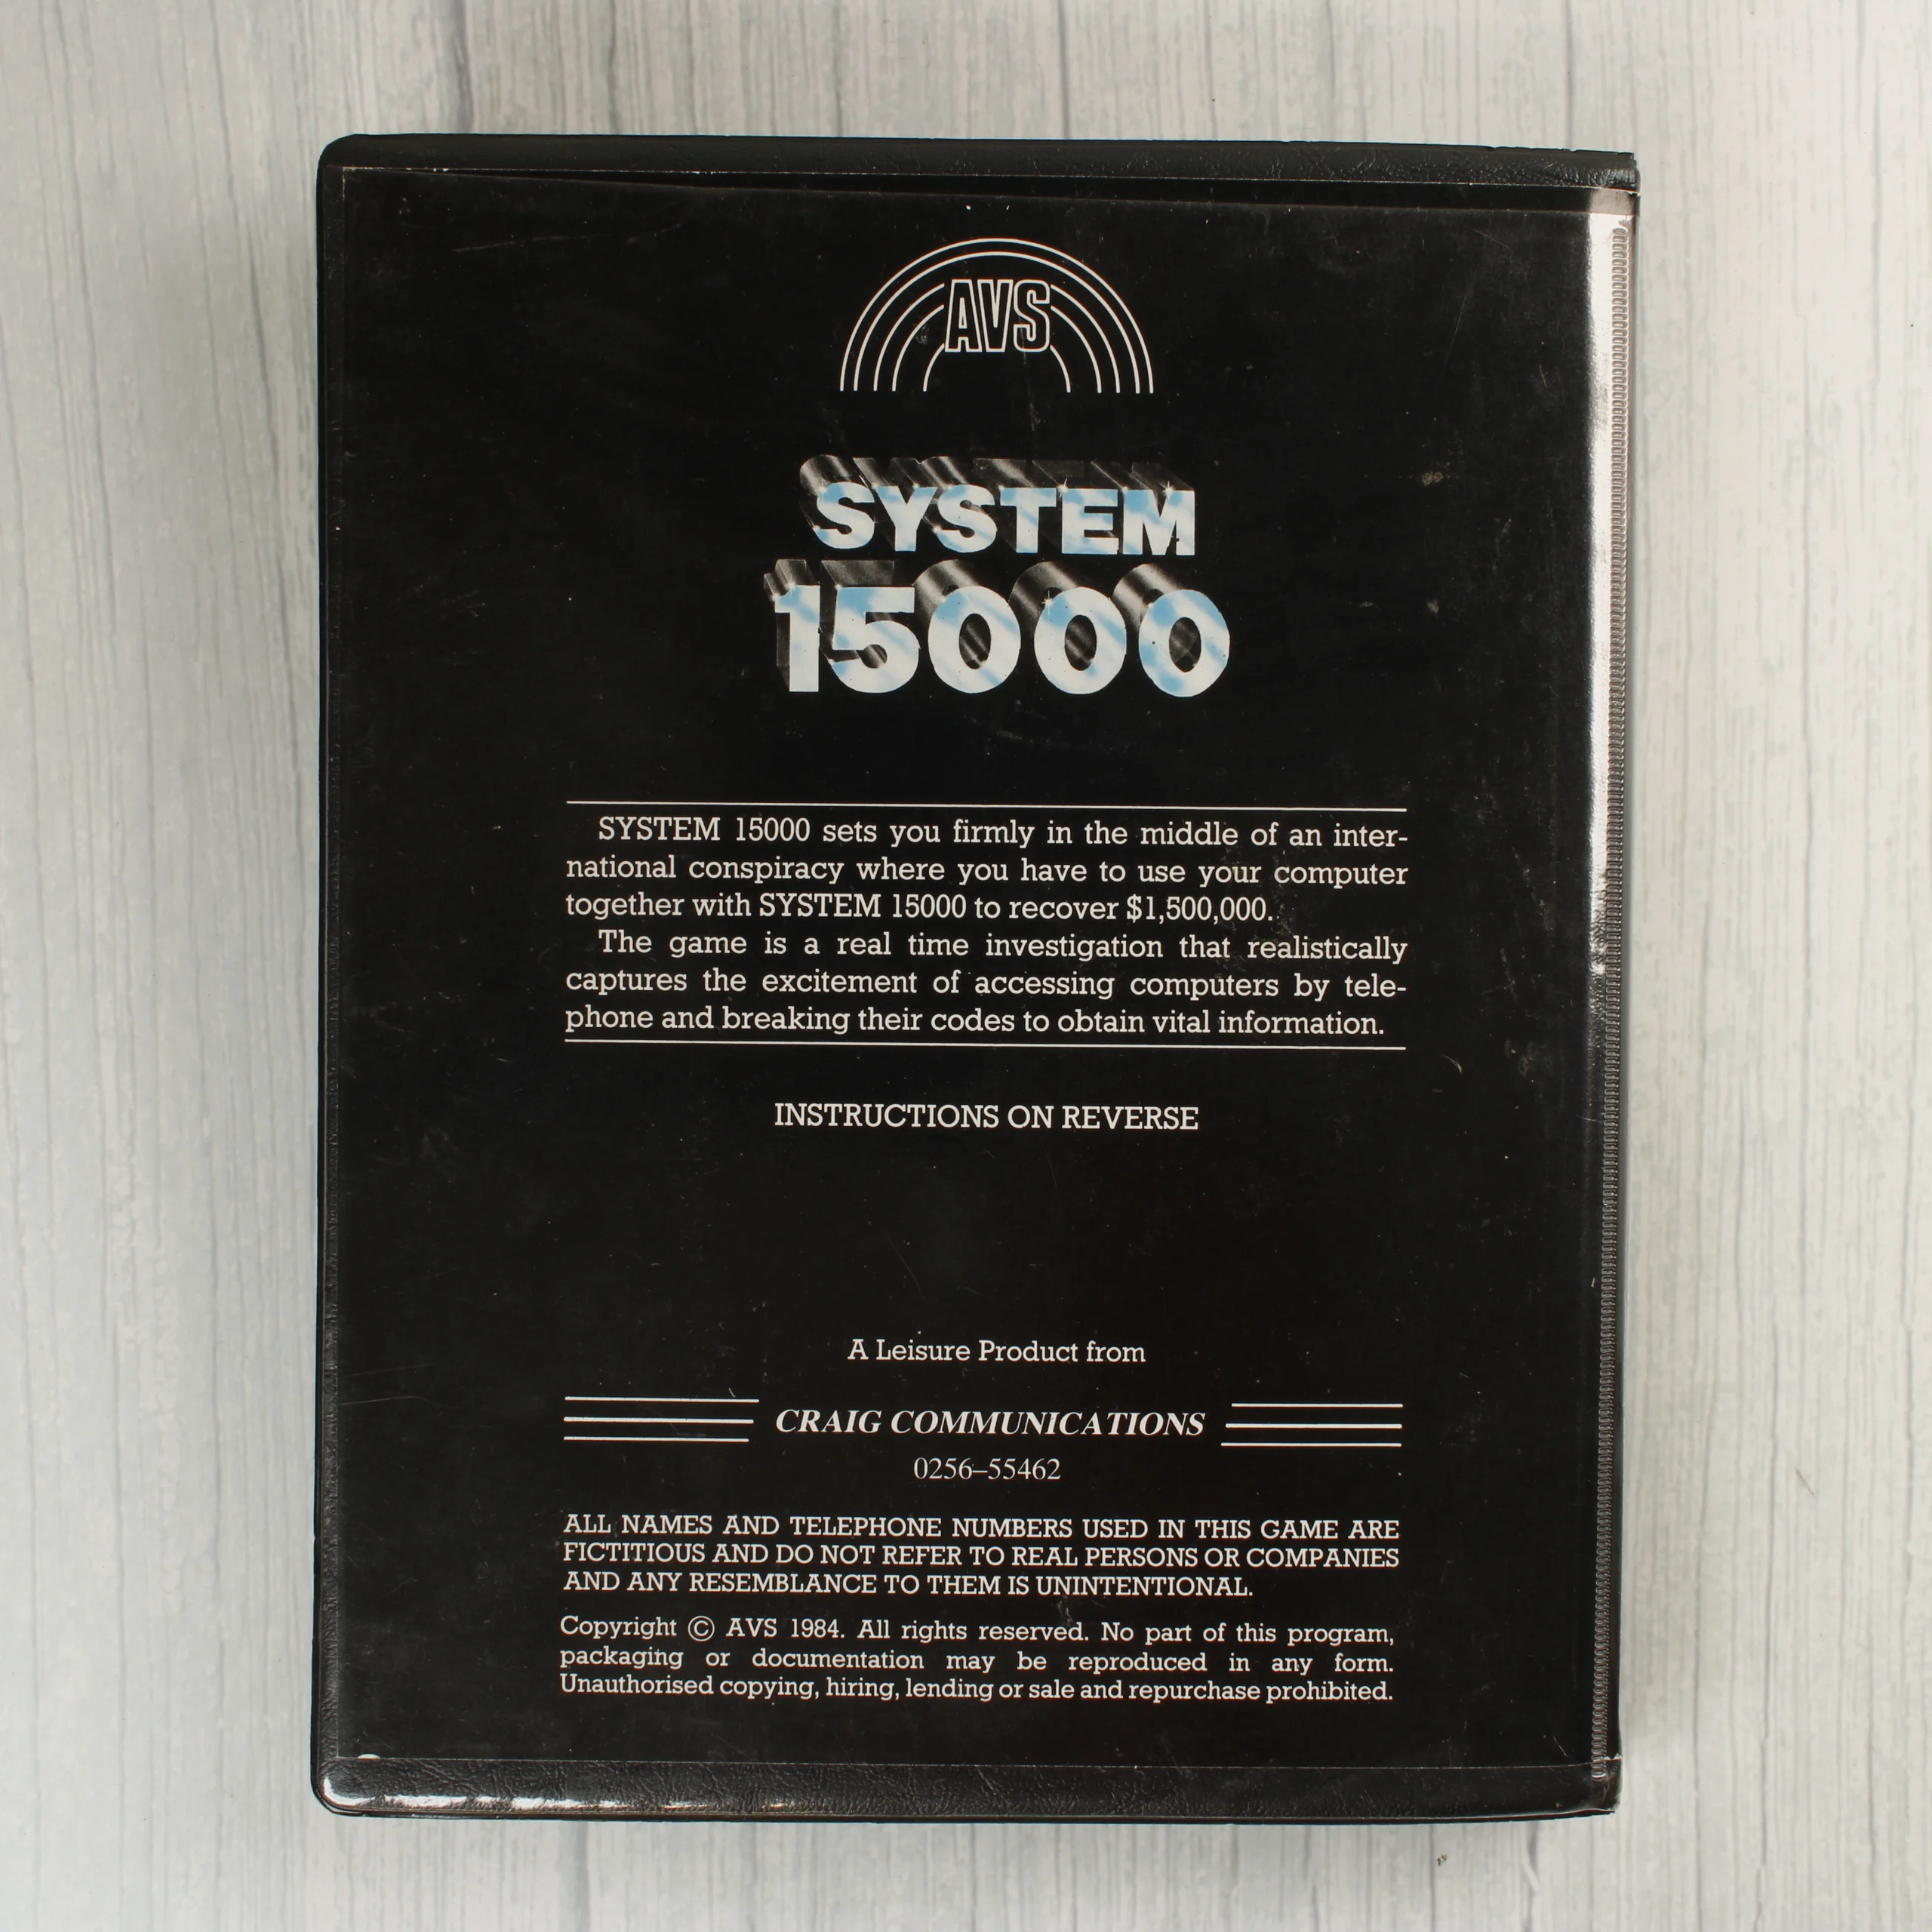 AVS
SYSTEM
15000
SYSTEM 15000 sets you firmly in the middle of an inter-
national conspiracy where you have to use your computer
together with SYSTEM 15000 to recover $1,500,000.
The game is a real time investigation that realistically
captures the excitement of accessing computers by tele-
phone and breaking their codes to obtain vital information.
INSTRUCTIONS ON REVERSE
A Leisure Product from
CRAIG COMMUNICATIONS
0256–55462
ALL NAMES AND TELEPHONE NUMBERS USED IN THIS GAME ARE
FICTITIOUS AND DO NOT REFER TO REAL PERSONS OR COMPANIES
AND ANY RESEMBLANCE TO THEM IS UNINTENTIONAL.
Copyright © AVS 1984. All rights reserved. No part of this program,
packaging or documentation may be reproduced in any form.
Unauthorised copying, hiring, lending or sale and repurchase prohibited.